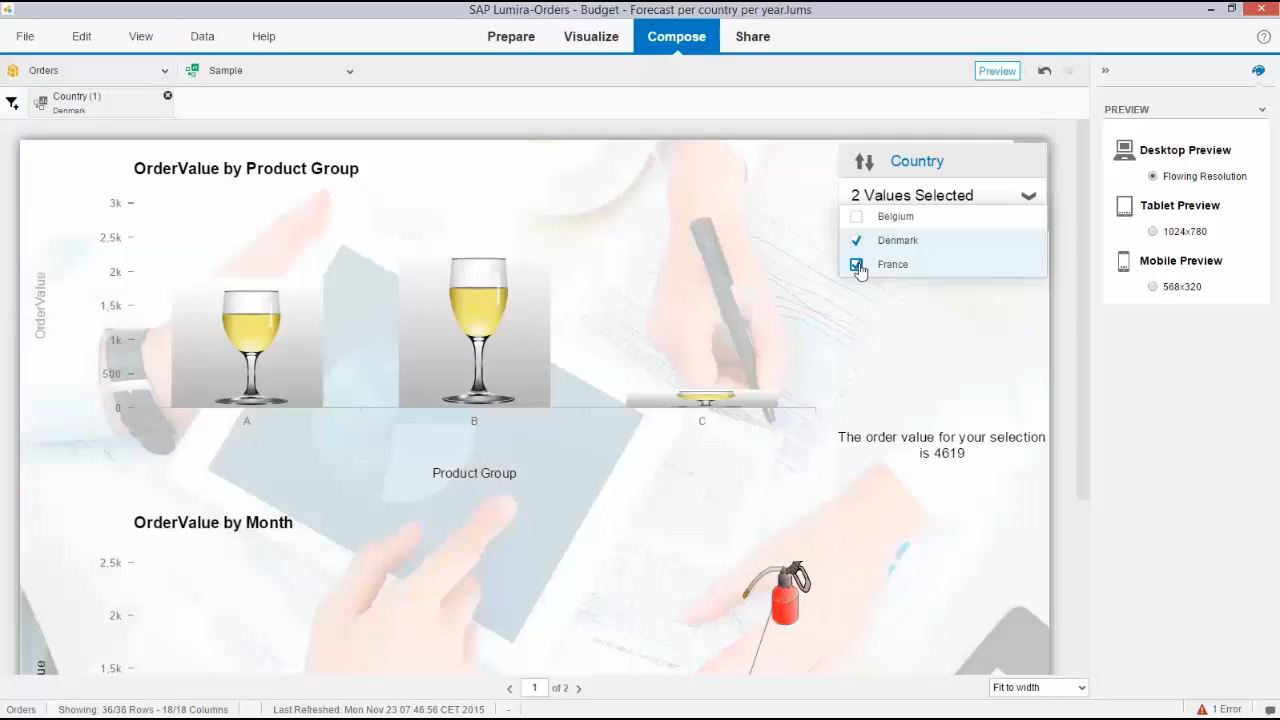 SAP Lumira-Orders - Budget - Forecast per country per year.lums
File Edit View Data Help Prepare Visualize Compose Share
Orders Sample Preview
Country (1)
Denmark
PREVIEW
Desktop Preview
Flowing Resolution
Tablet Preview
1024x780
Mobile Preview
568x320
OrderValue by Product Group
Country
2 Values Selected
Belgium
Denmark
France
3k
2,5k
2k
1,5k
1k
500
0
OrderValue
A B C
Product Group
The order value for your selection
is 4619
OrderValue by Month
2,5k
2k
1,5k
ue
1 of 2
Fit to width
Orders Showing: 36/36 Rows - 18/18 Columns Last Refreshed: Mon Nov 23 07:46:56 CET 2015 - 1 Error